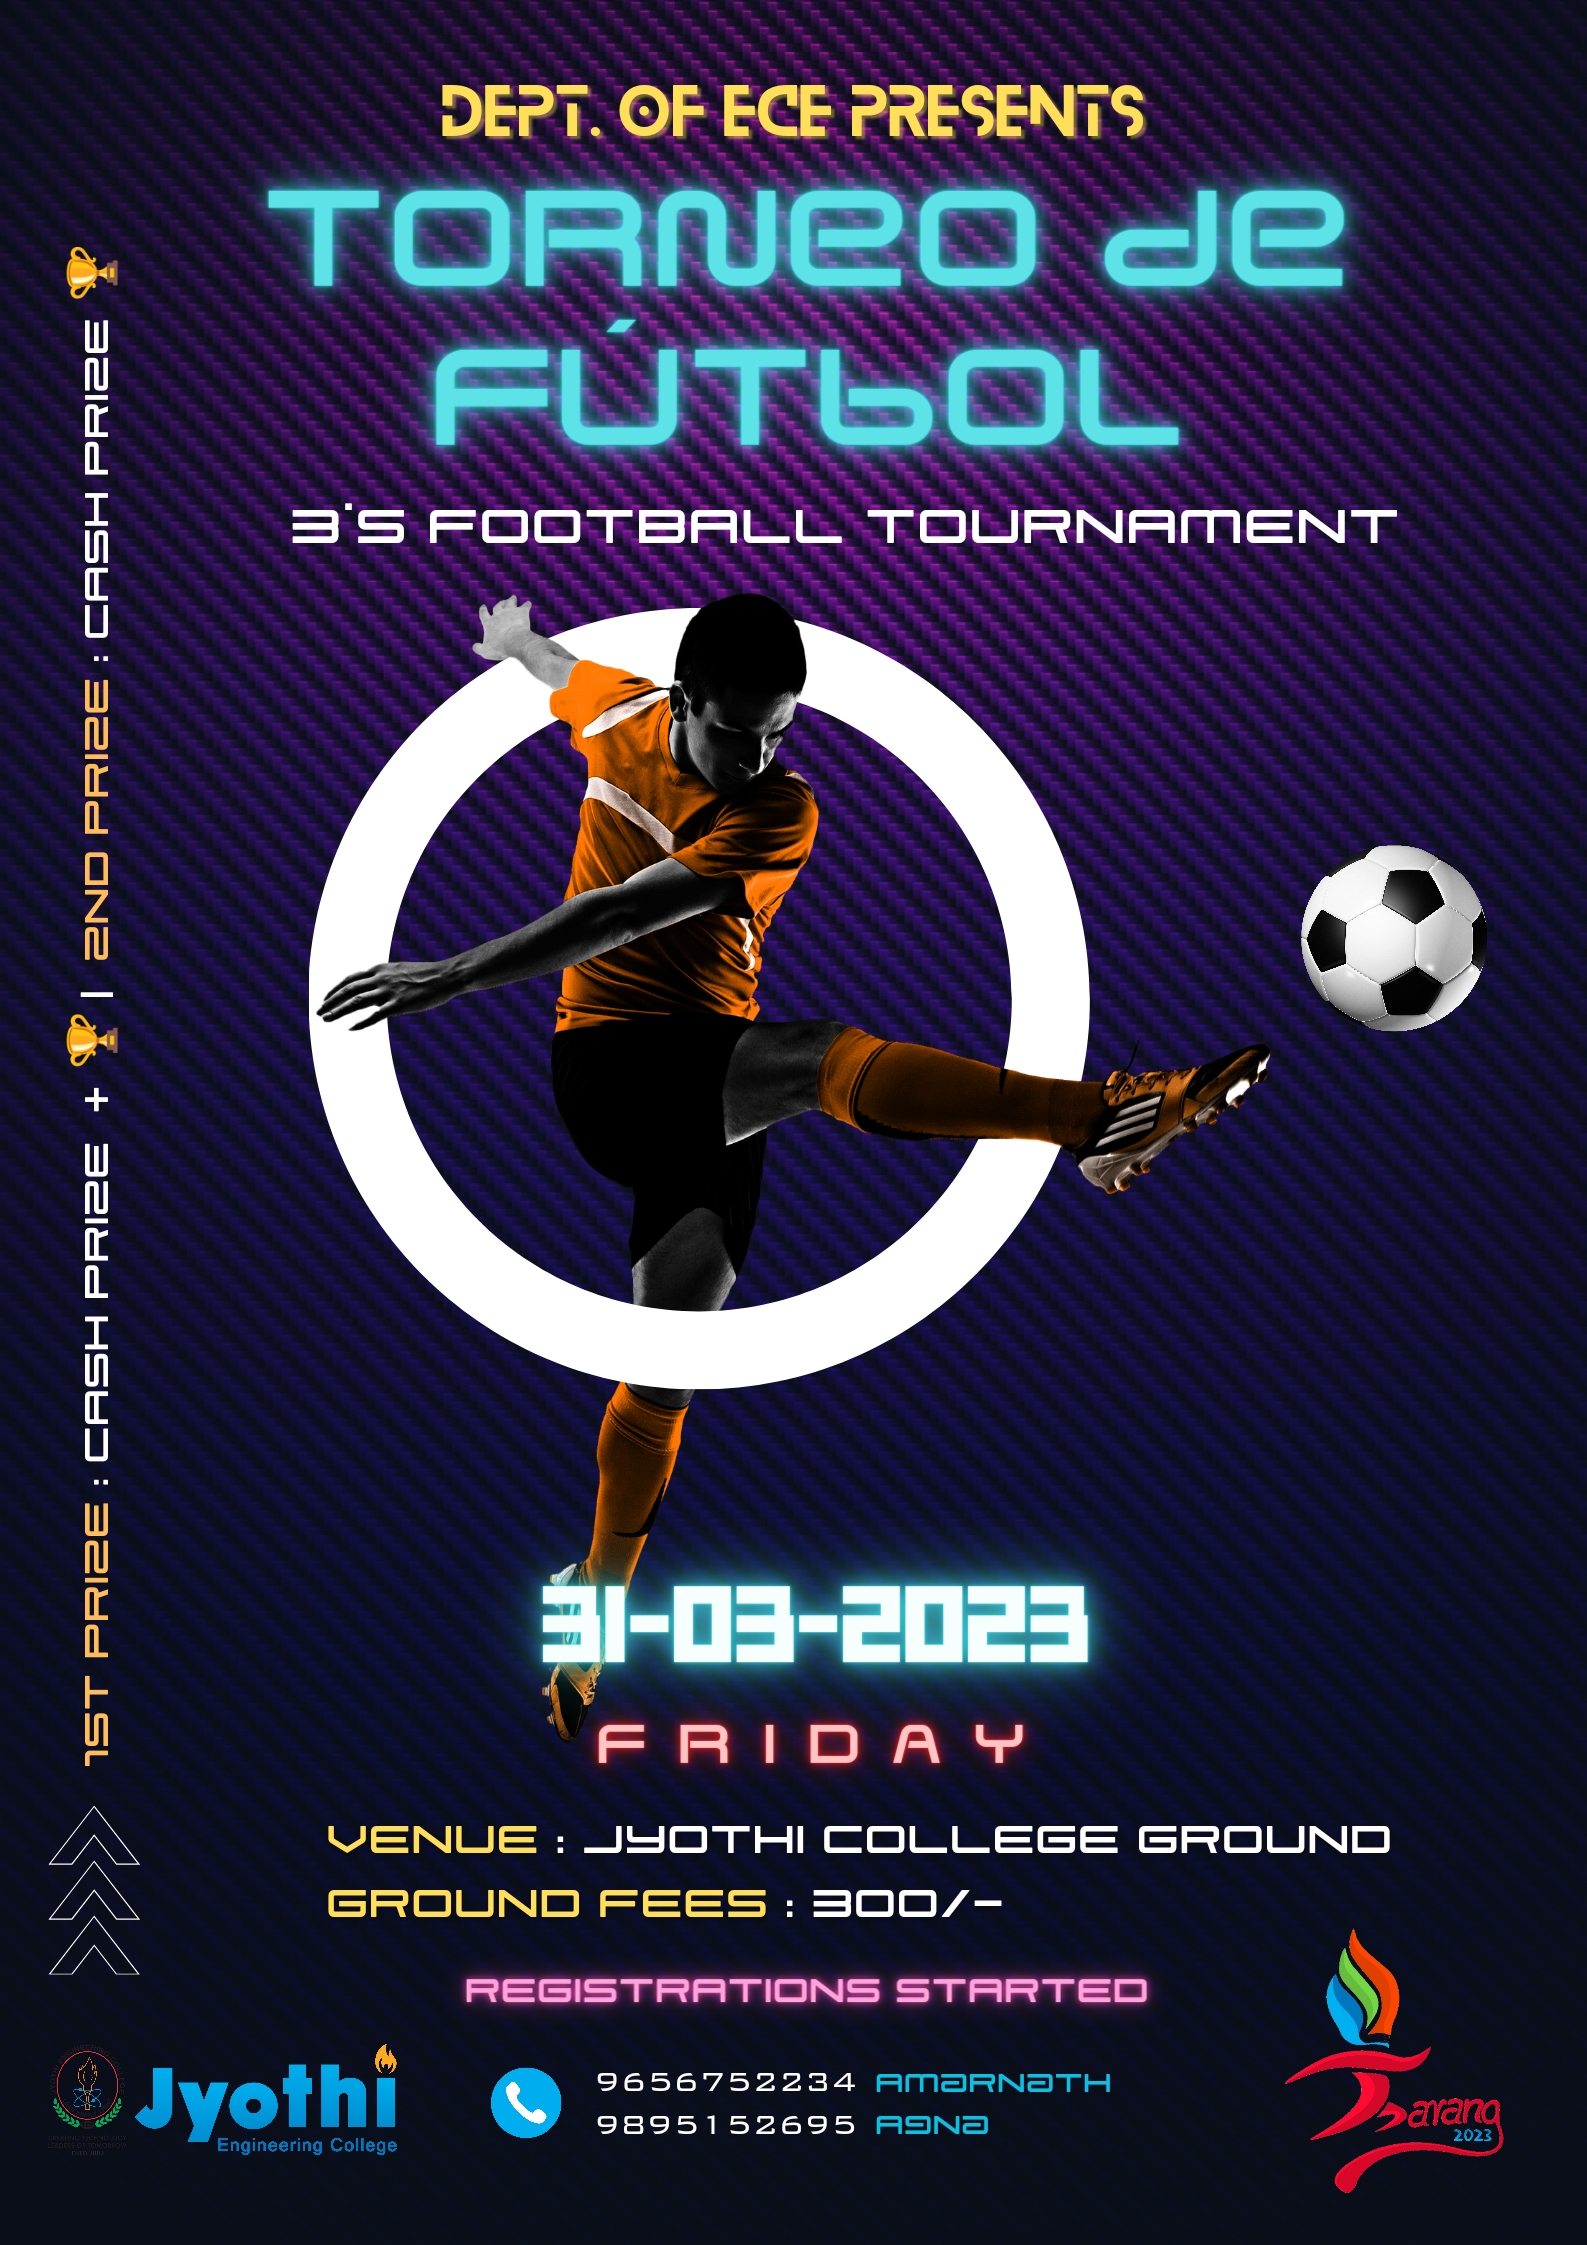 DEPT. OF ECE PRESENTS
TORNEO de
FÚTbOL
3'S FOOTBALL TOURNAMENT
1ST PRIZE : CASH PRIZE + 🏆 | 2ND PRIZE : CASH PRIZE 🏆
31-03-2023
FRIDAY
VENUE : JYOTHI COLLEGE GROUND
GROUND FEES : 300/-
REGISTRATIONS STARTED
Jyothi
Engineering College
9656752234 AMARNATH
9895152695 AGNA
Tarang
2023